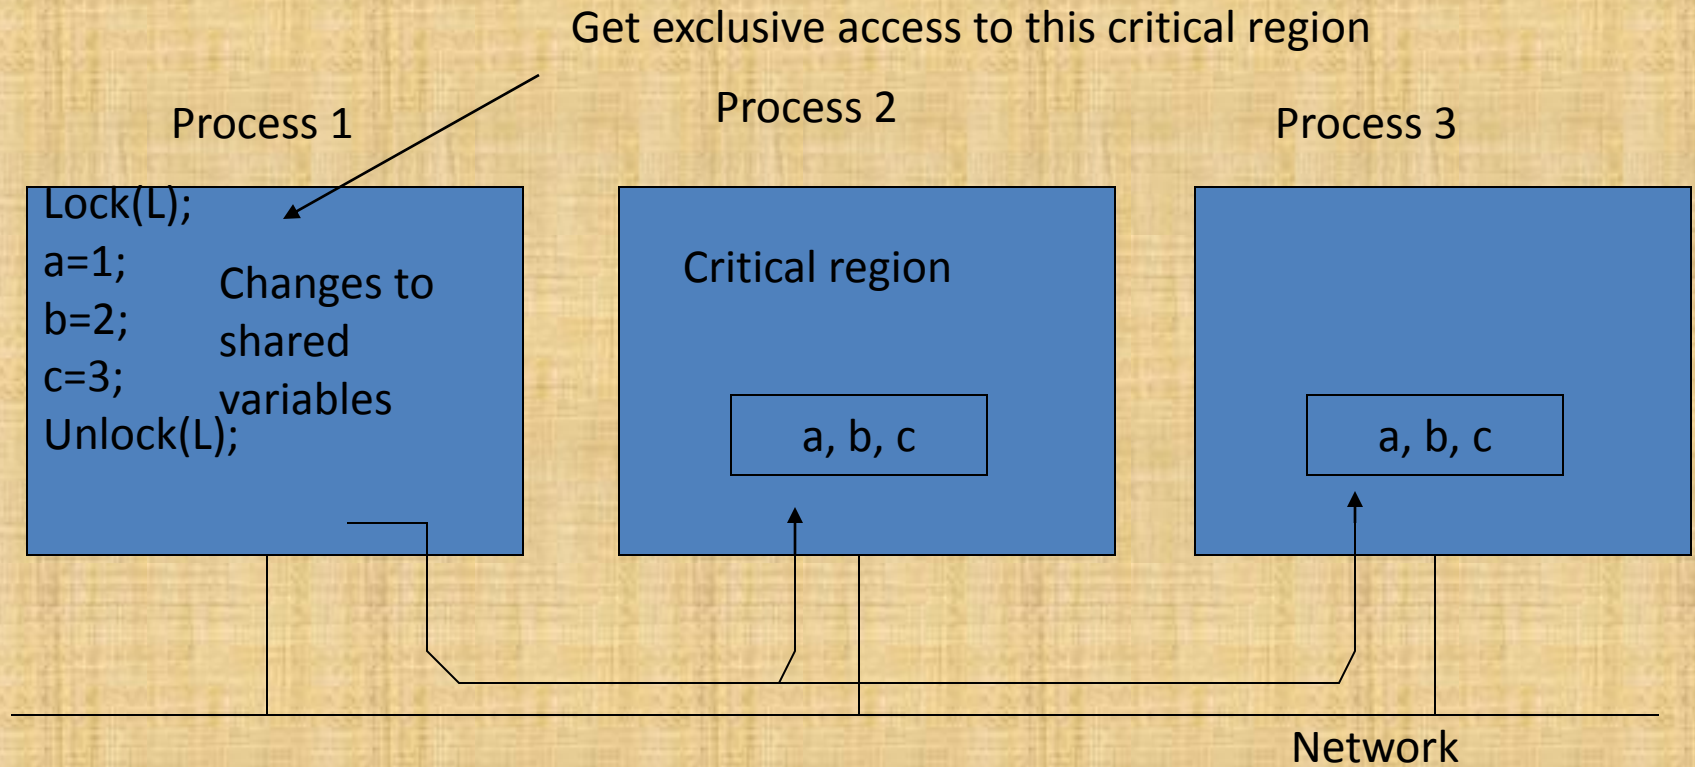 Get exclusive access to this critical region
Process 1
Process 2
Process 3
Lock(L);
a=1;
b=2;
c=3;
Unlock(L);
Changes to
shared
variables
Critical region
a, b, c
a, b, c
Network